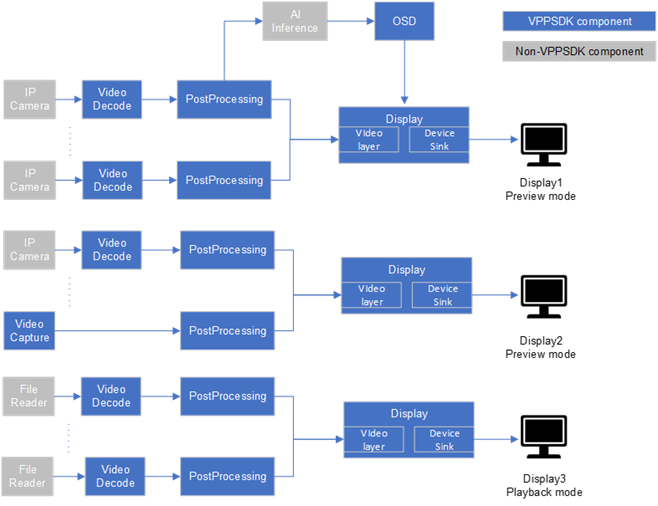 AI
Inference
OSD
VPPSDK component
Non-VPPSDK component
IP
Camera
Video
Decode
PostProcessing
Display
VIdeo
layer
Device
Sink
IP
Camera
Video
Decode
PostProcessing
Display1
Preview mode
IP
Camera
Video
Decode
PostProcessing
Display
VIdeo
layer
Device
Sink
Video
Capture
PostProcessing
Display2
Preview mode
File
Reader
Video
Decode
PostProcessing
Display
VIdeo
layer
Device
Sink
File
Reader
Video
Decode
PostProcessing
Display3
Playback mode